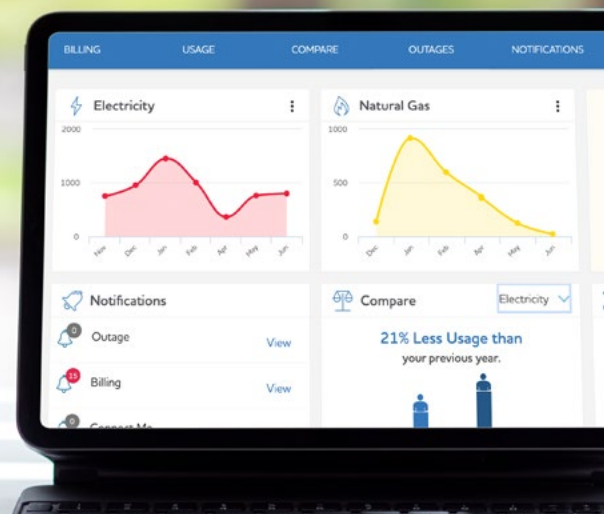 BILLING USAGE COMPARE OUTAGES NOTIFICATIONS
Electricity
2000
1000
0
Nov Dec Jan Feb Apr May Jun
Natural Gas
1000
500
0
Dec Jan Feb Apr May Jun
Notifications
0
Outage View
15
Billing View
0
Connect Me
Compare Electricity
21% Less Usage than
your previous year.